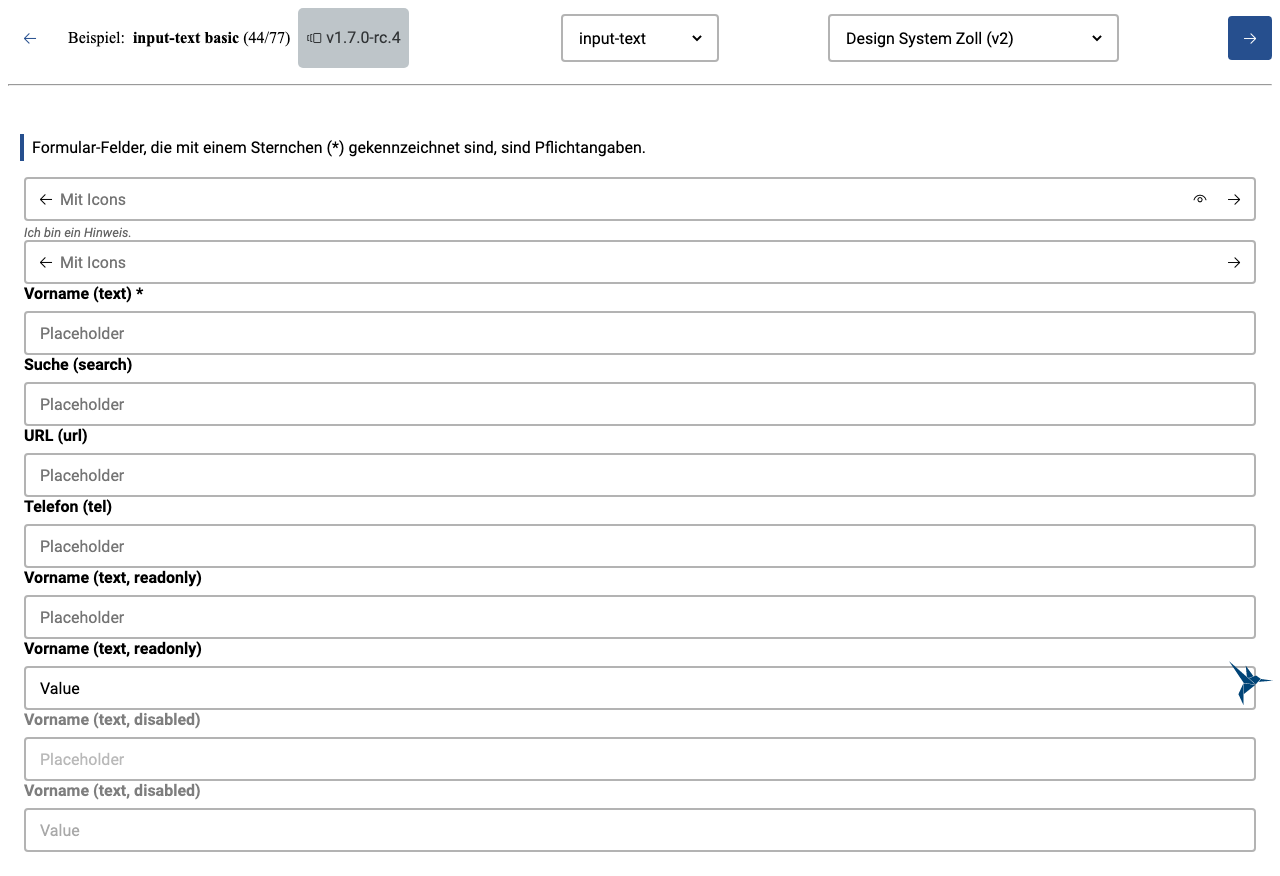 Beispiel: input-text basic (44/77) v1.7.0-rc.4 input-text Design System Zoll (v2)
Formular-Felder, die mit einem Sternchen (*) gekennzeichnet sind, sind Pflichtangaben.
Mit Icons
Ich bin ein Hinweis.
Mit Icons
Vorname (text) *
Placeholder
Suche (search)
Placeholder
URL (url)
Placeholder
Telefon (tel)
Placeholder
Vorname (text, readonly)
Placeholder
Vorname (text, readonly)
Value
Vorname (text, disabled)
Placeholder
Vorname (text, disabled)
Value